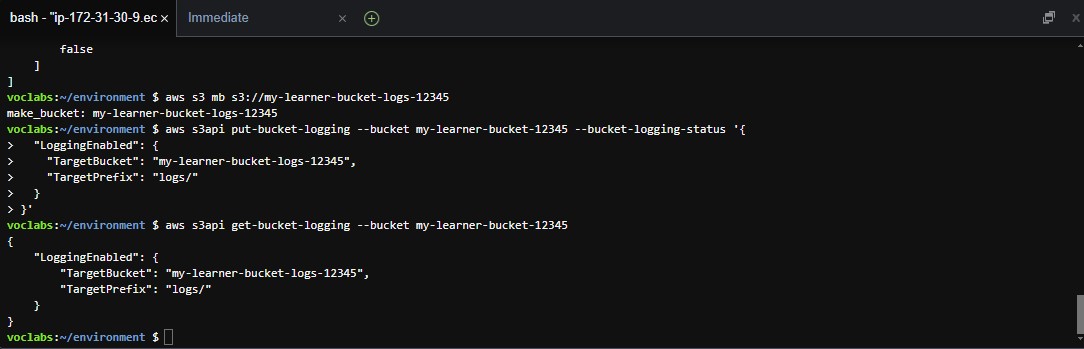 bash - "ip-172-31-30-9.ec × Immediate ×
        false
    ]
]
voclabs:~/environment $ aws s3 mb s3://my-learner-bucket-logs-12345
make_bucket: my-learner-bucket-logs-12345
voclabs:~/environment $ aws s3api put-bucket-logging --bucket my-learner-bucket-12345 --bucket-logging-status '{
>   "LoggingEnabled": {
>     "TargetBucket": "my-learner-bucket-logs-12345",
>     "TargetPrefix": "logs/"
>   }
> }'
voclabs:~/environment $ aws s3api get-bucket-logging --bucket my-learner-bucket-12345
{
    "LoggingEnabled": {
        "TargetBucket": "my-learner-bucket-logs-12345",
        "TargetPrefix": "logs/"
    }
}
voclabs:~/environment $